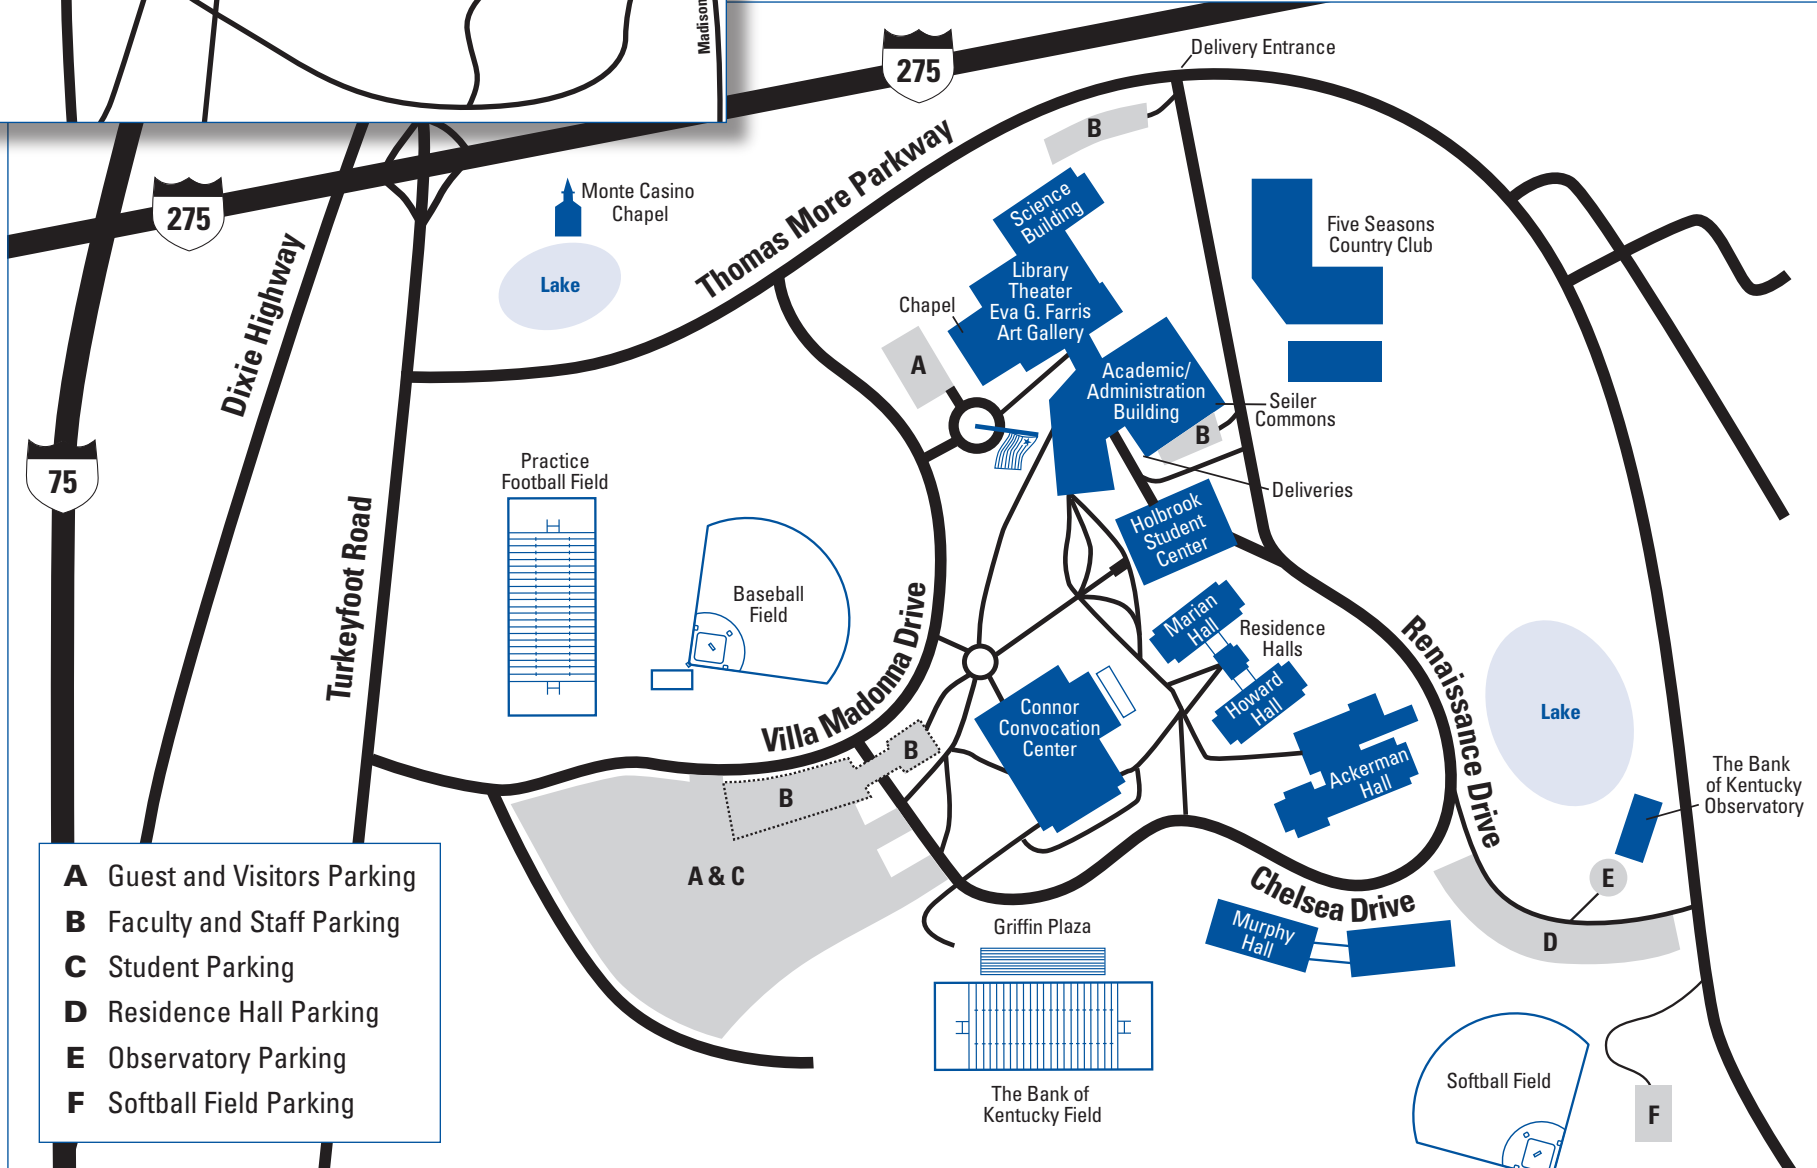 Madison
275
Delivery Entrance
B
Thomas More Parkway
275
Monte Casino
Chapel
Lake
Dixie Highway
Science
Building
Five Seasons
Country Club
Library
Theater
Eva G. Farris
Art Gallery
Chapel
A
Academic/
Administration
Building
Seiler
Commons
B
Deliveries
75
Practice
Football Field
Turkeyfoot Road
Baseball
Field
Holbrook
Student
Center
Villa Madonna Drive
Marian
Hall
Residence
Halls
Howard
Hall
Renaissance Drive
Lake
Connor
Convocation
Center
B
B
Ackerman
Hall
The Bank
of Kentucky
Observatory
A & C
Chelsea Drive
E
Murphy
Hall
D
Griffin Plaza
The Bank of
Kentucky Field
Softball Field
F
A Guest and Visitors Parking
B Faculty and Staff Parking
C Student Parking
D Residence Hall Parking
E Observatory Parking
F Softball Field Parking